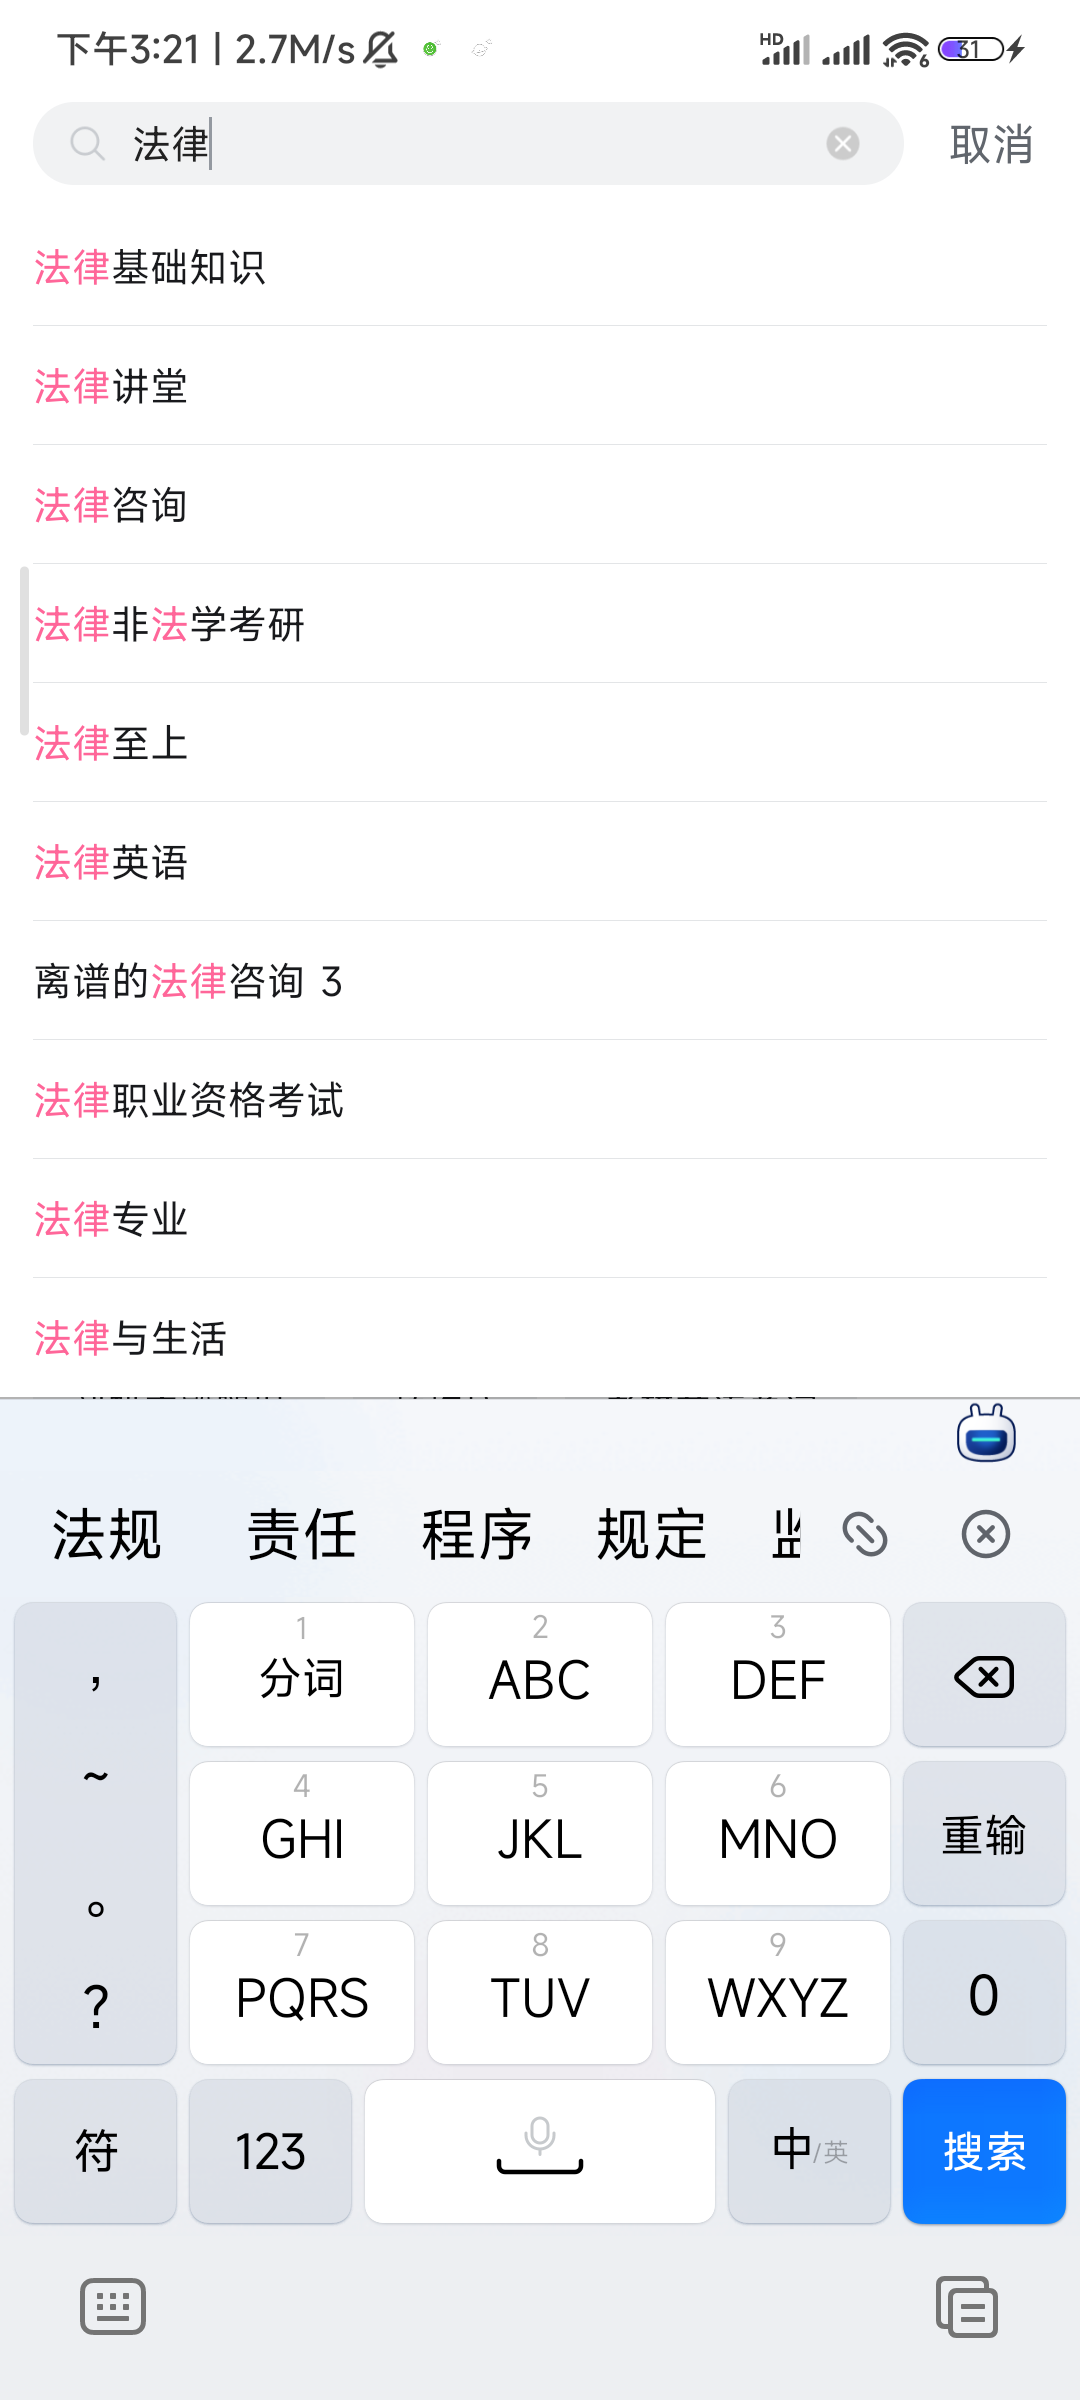 下午3:21 | 2.7M/s HD 6 31
法律 取消
法律基础知识
法律讲堂
法律咨询
法律非法学考研
法律至上
法律英语
离谱的法律咨询 3
法律职业资格考试
法律专业
法律与生活
法规 责任 程序 规定
， 1 2 3
分词 ABC DEF
~ 4 5 6
GHI JKL MNO 重输
。 7 8 9
? PQRS TUV WXYZ 0
符 123 中/英 搜索